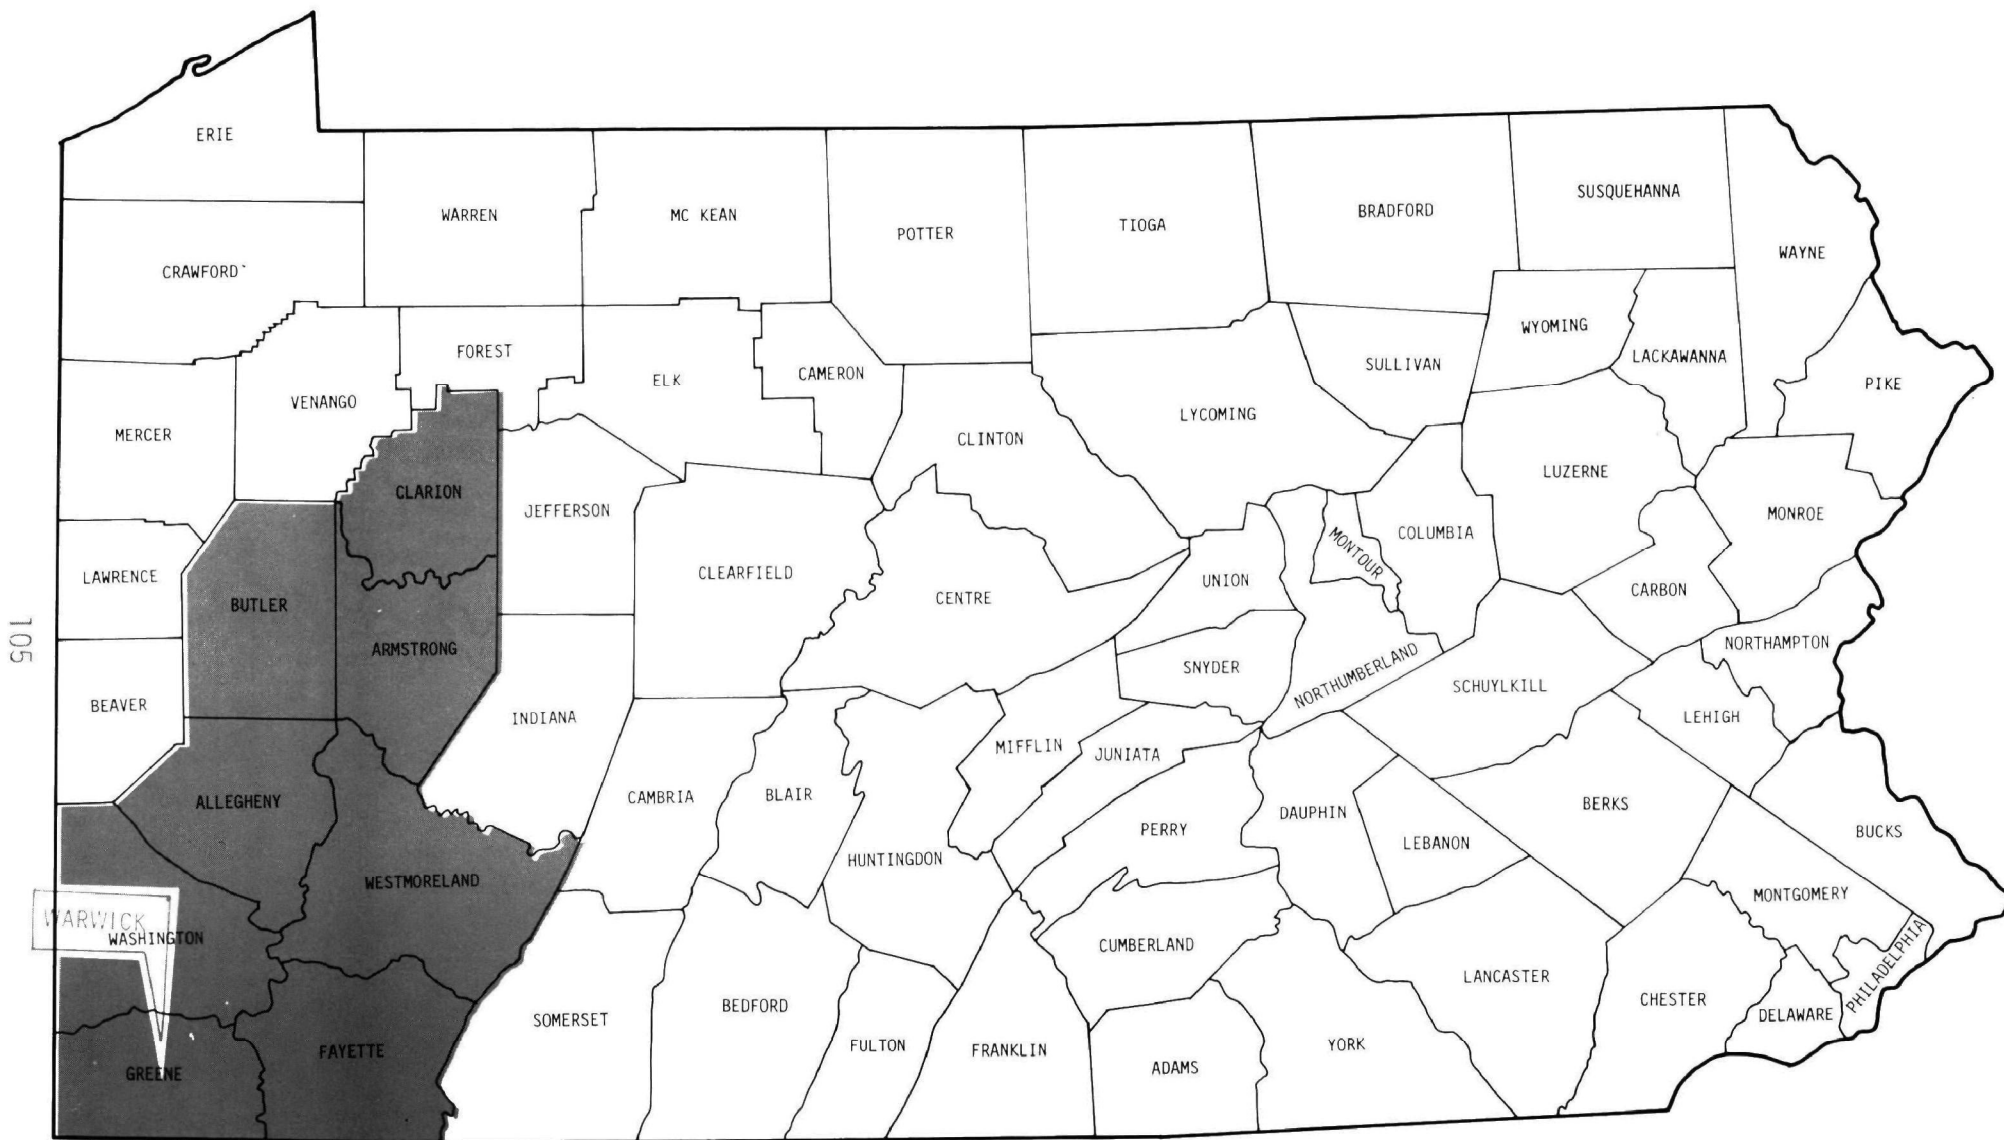 ERIE
SUSQUEHANNA
WARREN
MC KEAN
BRADFORD
TIOGA
POTTER
WAYNE
CRAWFORD
WYOMING
FOREST
LACKAWANNA
SULLIVAN
CAMERON
ELK
PIKE
VENANGO
LYCOMING
MERCER
CLINTON
LUZERNE
CLARION
JEFFERSON
MONROE
COLUMBIA
MONTOUR
CLEARFIELD
LAWRENCE
UNION
CARBON
CENTRE
BUTLER
105
NORTHAMPTON
ARMSTRONG
SNYDER
NORTHUMBERLAND
SCHUYLKILL
BEAVER
INDIANA
LEHIGH
MIFFLIN
JUNIATA
BLAIR
CAMBRIA
ALLEGHENY
BERKS
DAUPHIN
PERRY
BUCKS
LEBANON
HUNTINGDON
WESTMORELAND
MONTGOMERY
WARWICK
WASHINGTON
CUMBERLAND
PHILADELPHIA
LANCASTER
CHESTER
BEDFORD
DELAWARE
SOMERSET
FULTON
YORK
FRANKLIN
FAYETTE
ADAMS
GREENE